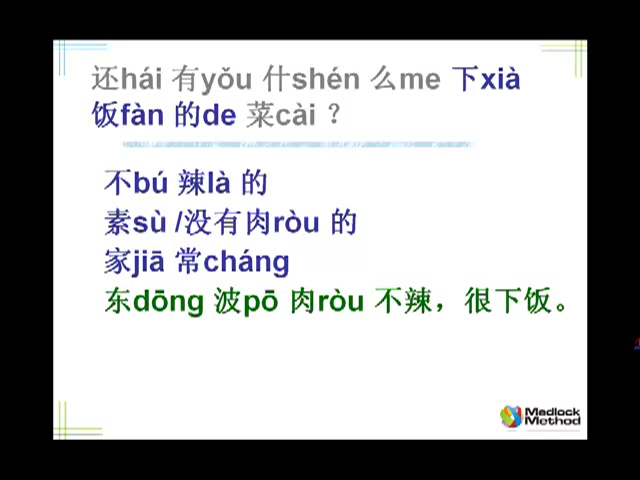 还hái 有yǒu 什shén 么me 下xià
饭fàn 的de 菜cài ？
不bú 辣là 的
素sù /没有肉ròu 的
家jiā 常cháng
东dōng 波pō 肉ròu 不辣，很下饭。
Medlock
Method